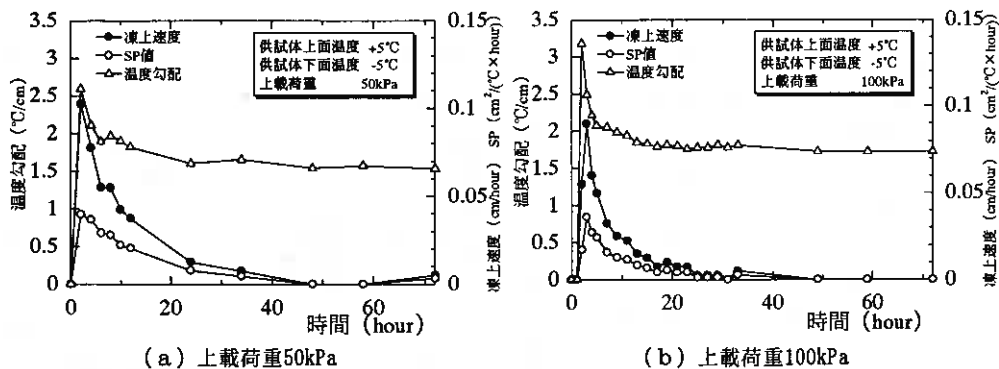 3.5
3
2.5
2
1.5
1
0.5
0
温度勾配 (℃/cm)
凍上速度
SP値
温度勾配
供試体上面温度 +5℃
供試体下面温度 -5℃
上載荷重 50kPa
0.15
0.1
0.05
0
凍上速度 (cm/hour) SP (cm²/(℃×hour))
0 20 40 60
時間 (hour)
(a) 上載荷重50kPa
3.5
3
2.5
2
1.5
1
0.5
0
温度勾配 (℃/cm)
凍上速度
SP値
温度勾配
供試体上面温度 +5℃
供試体下面温度 -5℃
上載荷重 100kPa
0.15
0.1
0.05
0
凍上速度 (cm/hour) SP (cm²/(℃×hour))
0 20 40 60
時間 (hour)
(b) 上載荷重100kPa